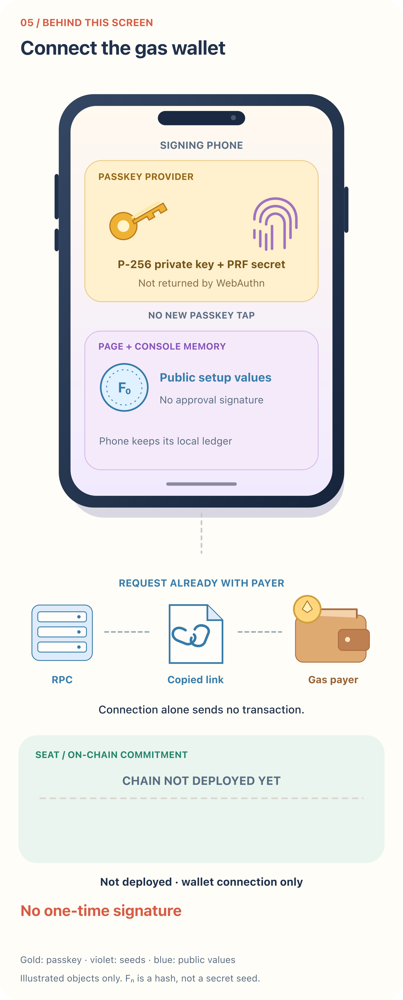 05 / BEHIND THIS SCREEN
Connect the gas wallet
SIGNING PHONE
PASSKEY PROVIDER
P-256 private key + PRF secret
Not returned by WebAuthn
NO NEW PASSKEY TAP
PAGE + CONSOLE MEMORY
F₀
Public setup values
No approval signature
Phone keeps its local ledger
REQUEST ALREADY WITH PAYER
RPC
Copied link
Gas payer
Connection alone sends no transaction.
SEAT / ON-CHAIN COMMITMENT
CHAIN NOT DEPLOYED YET
Not deployed · wallet connection only
No one-time signature
Gold: passkey · violet: seeds · blue: public values
Illustrated objects only. Fₙ is a hash, not a secret seed.